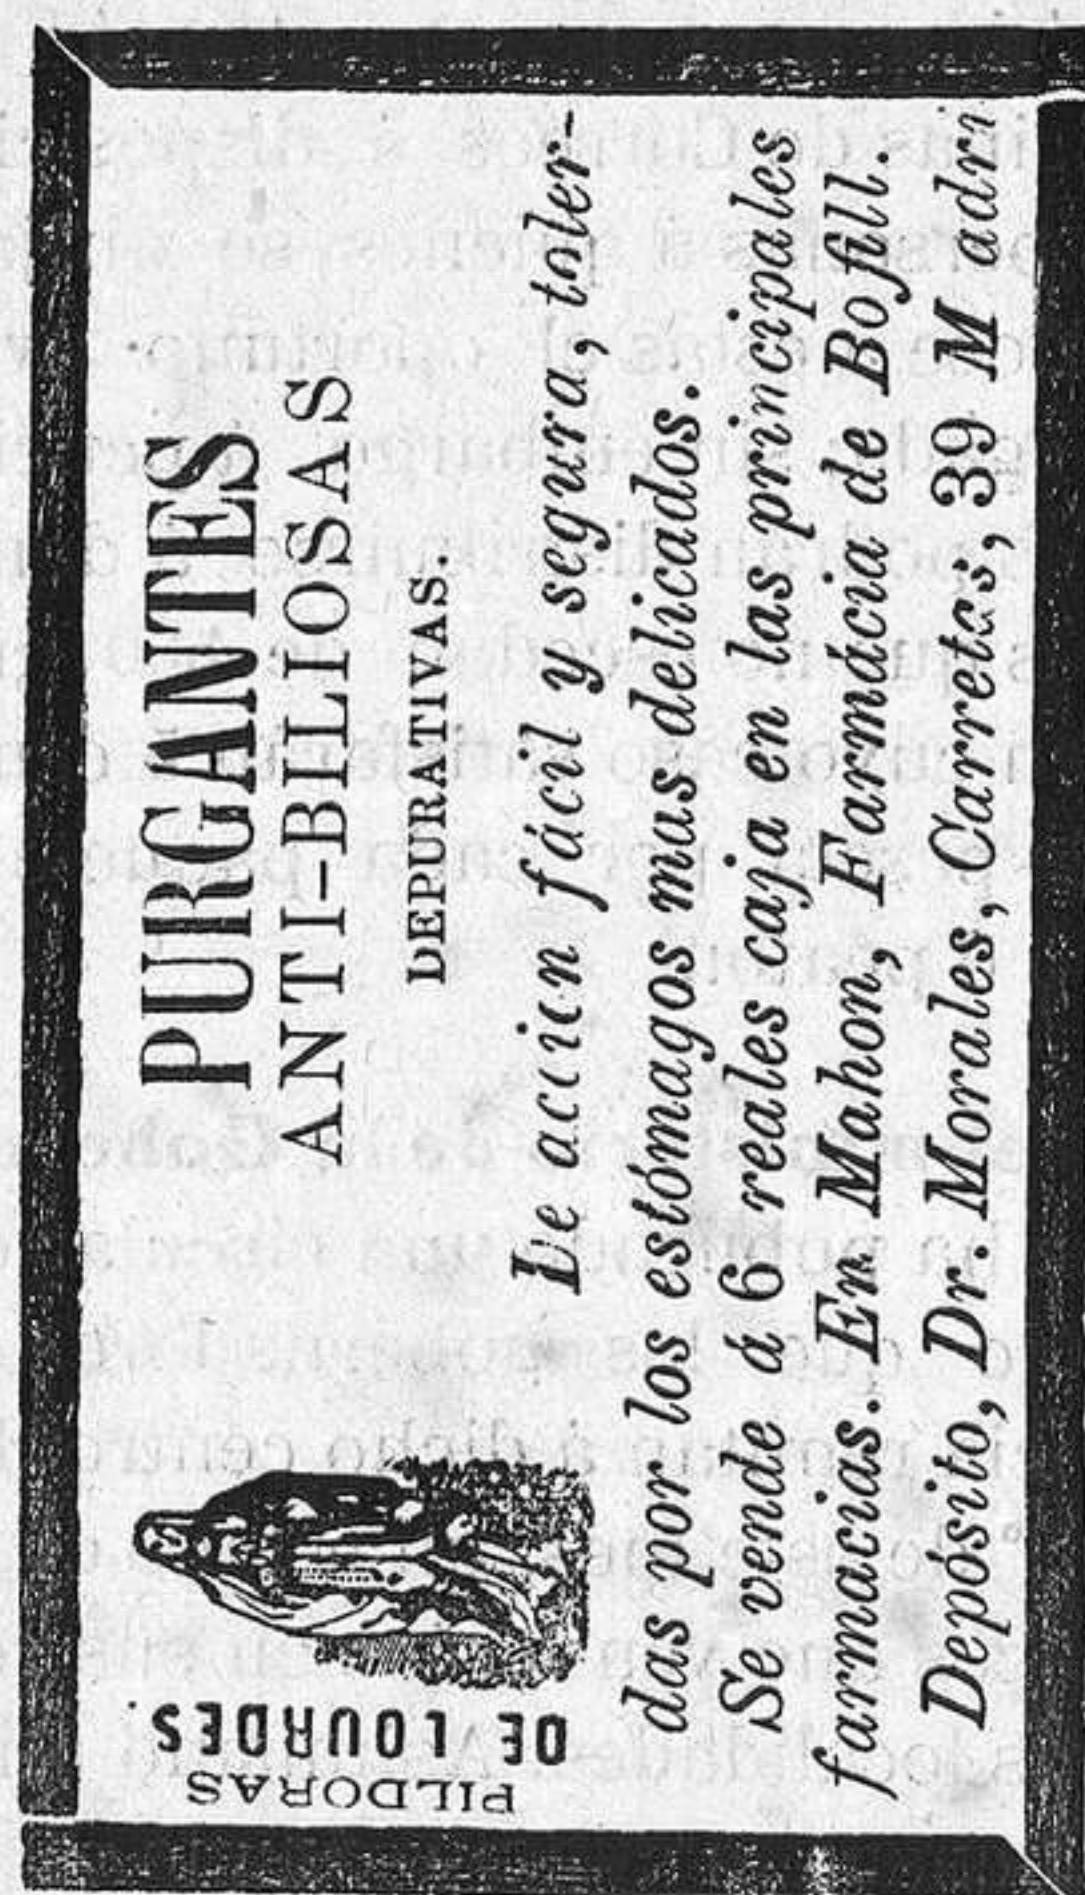 PILDORAS
DE LOURDES.
PURGANTES
ANTI-BILIOSAS
DEPURATIVAS.
De accion fácil y segura, toler-
das por los estómagos mas delicados.
Se vende á 6 reales caja en las principales
farmacias. En Mahon, Farmácia de Bofill.
Depósito, Dr. Morales, Carretas, 39 M adri